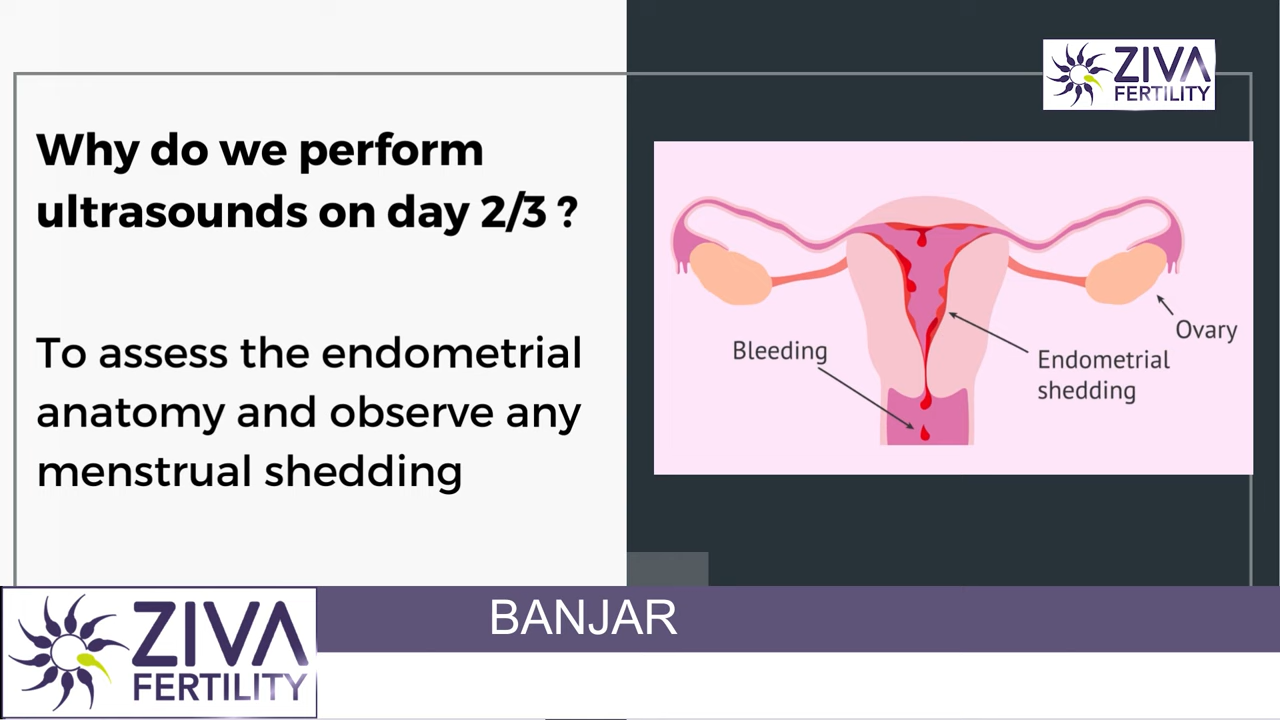 ZIVA
FERTILITY
Why do we perform
ultrasounds on day 2/3 ?
To assess the endometrial
anatomy and observe any
menstrual shedding
Bleeding
Endometrial
shedding
Ovary
ZIVA
FERTILITY
BANJAR